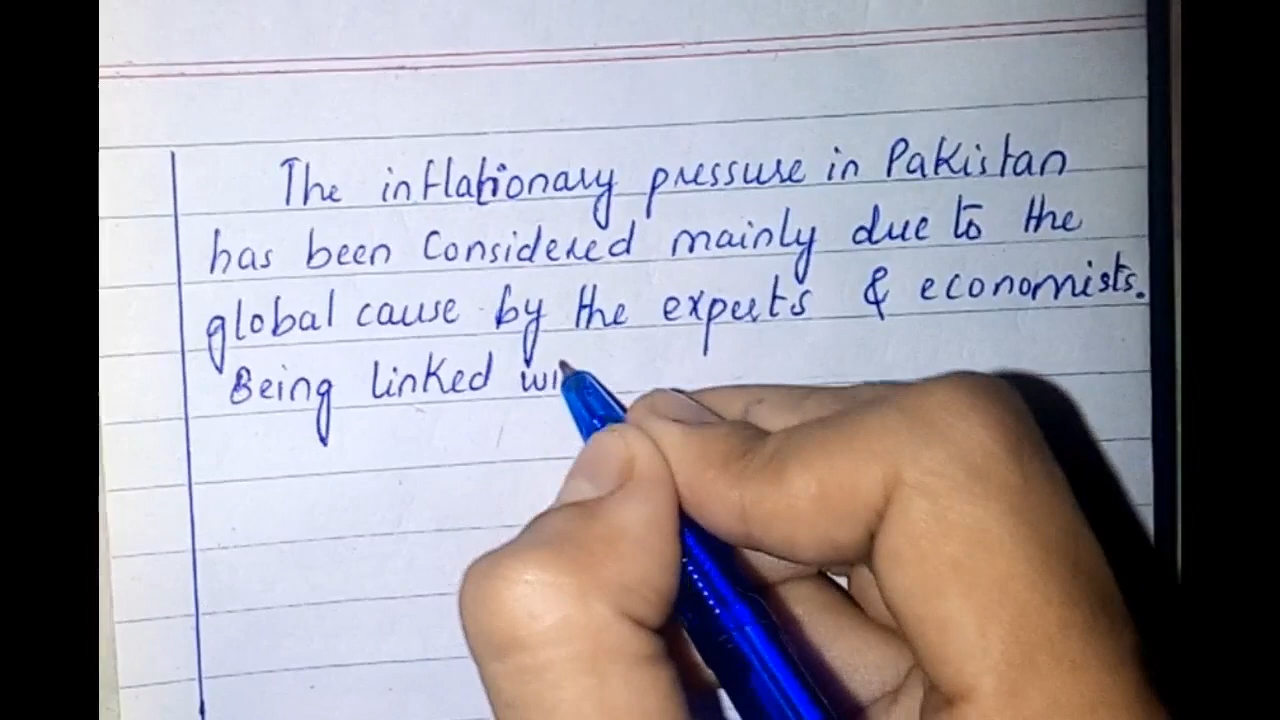 The inflationary pressure in Pakistan
has been Considered mainly due to the
global cause by the experts & economists.
Being linked wi